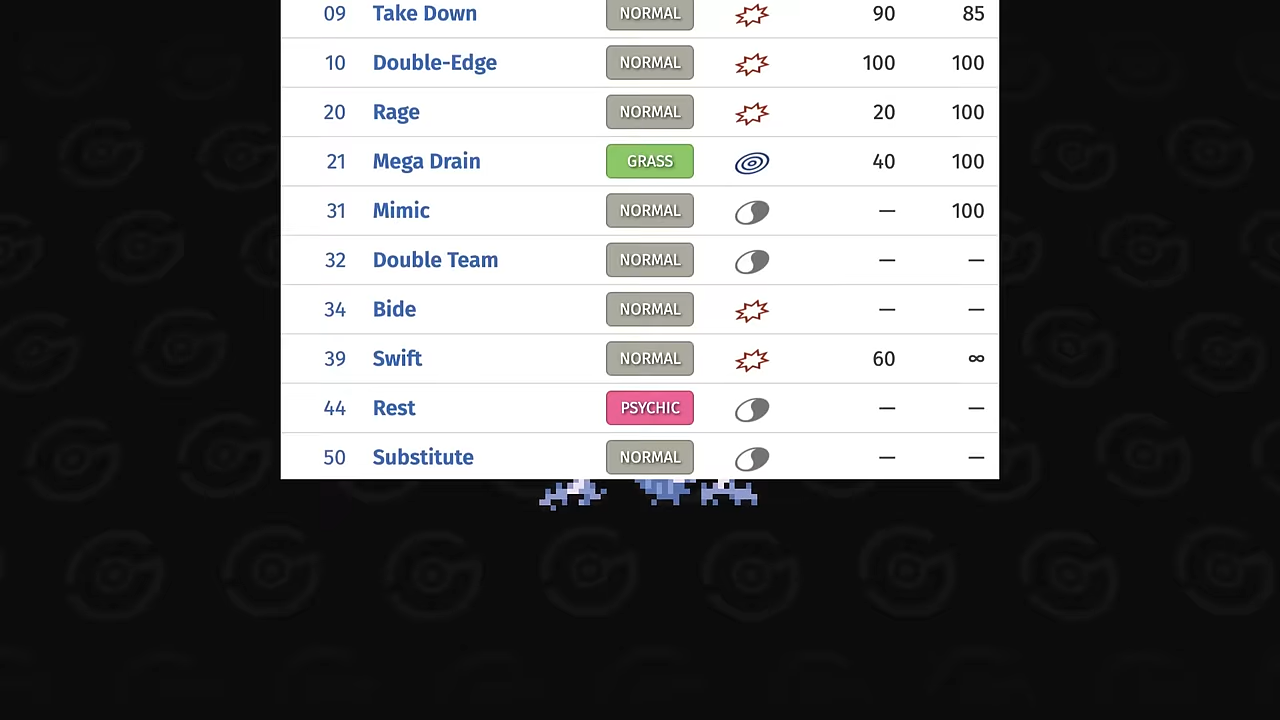 09 Take Down NORMAL 90 85
10 Double-Edge NORMAL 100 100
20 Rage NORMAL 20 100
21 Mega Drain GRASS 40 100
31 Mimic NORMAL — 100
32 Double Team NORMAL — —
34 Bide NORMAL — —
39 Swift NORMAL 60 ∞
44 Rest PSYCHIC — —
50 Substitute NORMAL — —